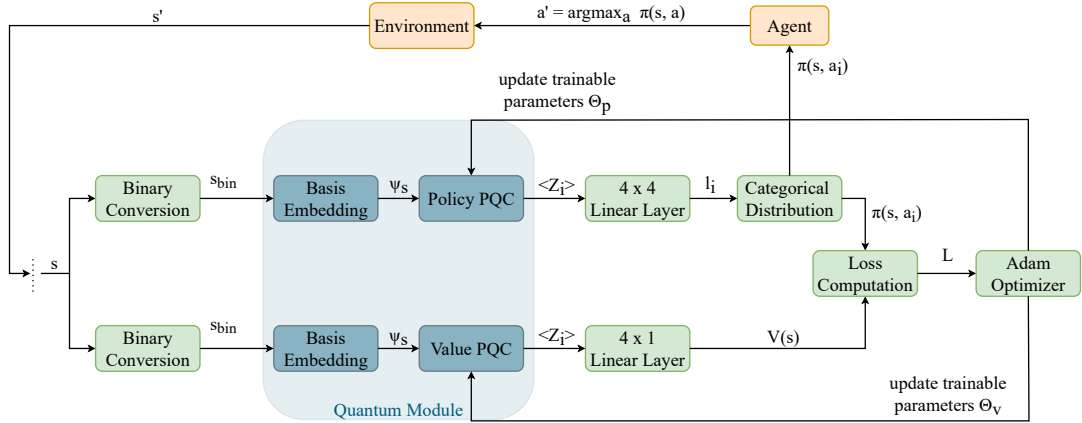 s'
Environment
a' = argmaxₐ π(s, a)
Agent
π(s, aᵢ)
update trainable
parameters Θₚ
Binary
Conversion
s_bin
Basis
Embedding
ψₛ
Policy PQC
<Zᵢ>
4 x 4
Linear Layer
lᵢ
Categorical
Distribution
π(s, aᵢ)
s
Loss
Computation
L
Adam
Optimizer
Binary
Conversion
s_bin
Basis
Embedding
ψₛ
Value PQC
<Zᵢ>
4 x 1
Linear Layer
V(s)
Quantum Module
update trainable
parameters Θᵥ